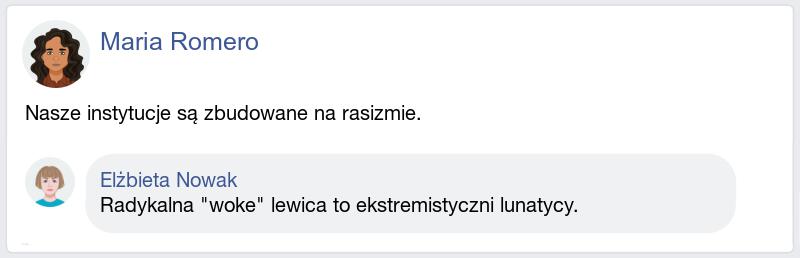 Maria Romero
Nasze instytucje są zbudowane na rasizmie.
Elżbieta Nowak
Radykalna "woke" lewica to ekstremistyczni lunatycy.